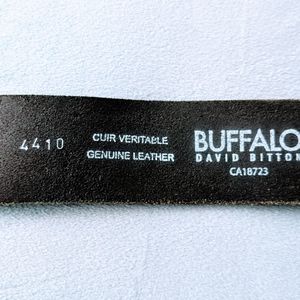 4410
CUIR VERITABLE
GENUINE LEATHER
BUFFALO
DAVID BITTON
CA18723